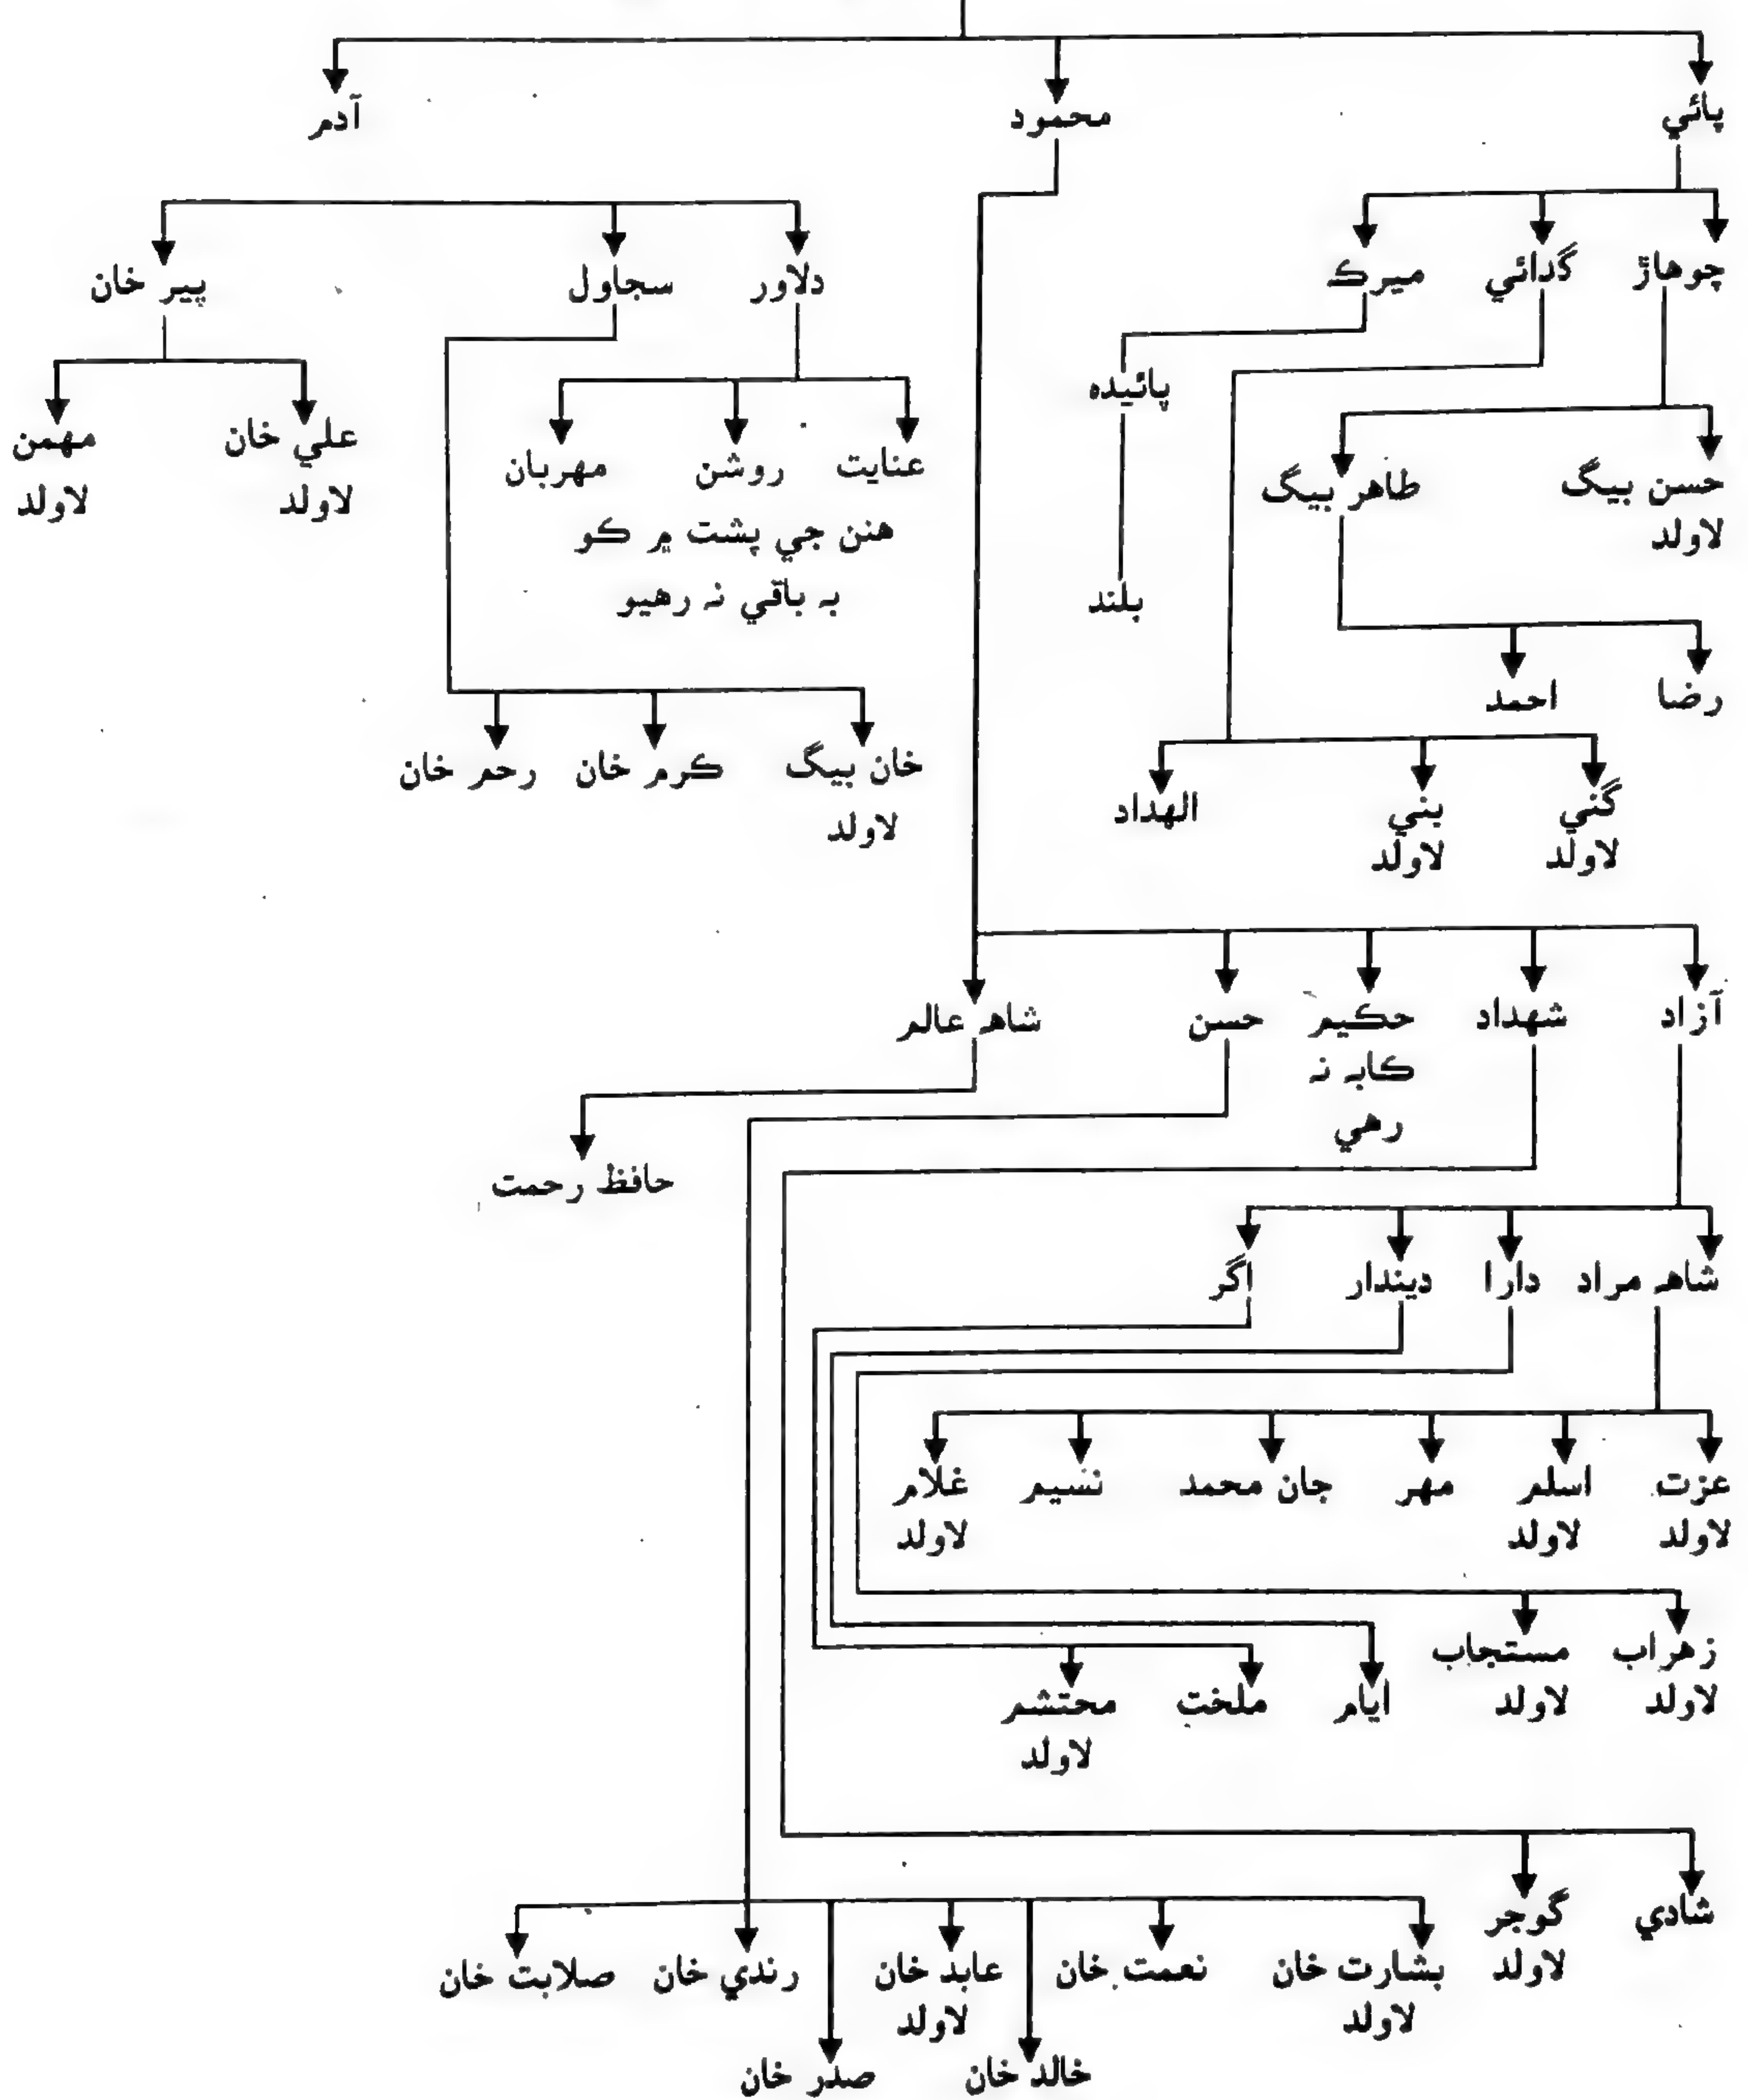 پائي
محمود
آدم
چوهاڙ
گدائي
ميرڪ
دلاور
سجاول
پير خان
حسن بيگ
لاولد
طاهر بيگ
پائيده
بلند
عنايت
روشن
مهربان
هنن جي پشت ۾ ڪو
به باقي نہ رهيو
علي خان
لاولد
مهمن
لاولد
رضا
احمد
گني
لاولد
بني
لاولد
الهداد
خان بيگ
لاولد
ڪرم خان
رحم خان
آزاد
شهداد
حڪيم
ڪابہ نہ
رهي
حسن
شاهه عالم
حافظ رحمت
شاهه مراد
دارا
ديندار
اگر
عزت
لاولد
اسلم
لاولد
مهر
جان محمد
نسيم
غلام
لاولد
زهراب
لاولد
مستجاب
لاولد
ايام
ملخت
محتشم
لاولد
شادي
گوجر
لاولد
بشارت خان
لاولد
نعمت خان
عابد خان
لاولد
رندي خان
صلابت خان
خالد خان
صدر خان